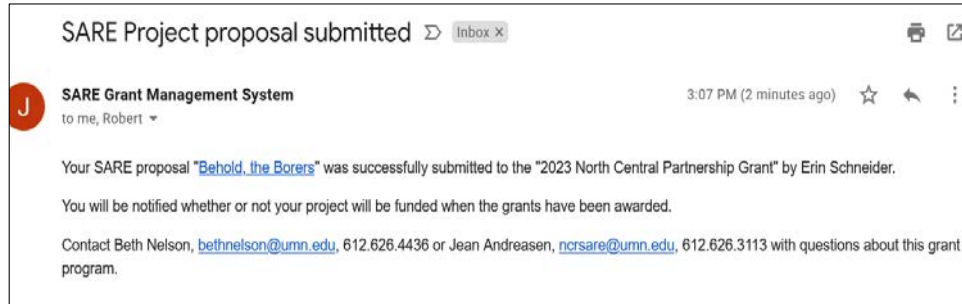 SARE Project proposal submitted Inbox ×
J
SARE Grant Management System 3:07 PM (2 minutes ago)
to me, Robert
Your SARE proposal "Behold, the Borers" was successfully submitted to the "2023 North Central Partnership Grant" by Erin Schneider.
You will be notified whether or not your project will be funded when the grants have been awarded.
Contact Beth Nelson, bethnelson@umn.edu, 612.626.4436 or Jean Andreasen, ncrsare@umn.edu, 612.626.3113 with questions about this grant
program.